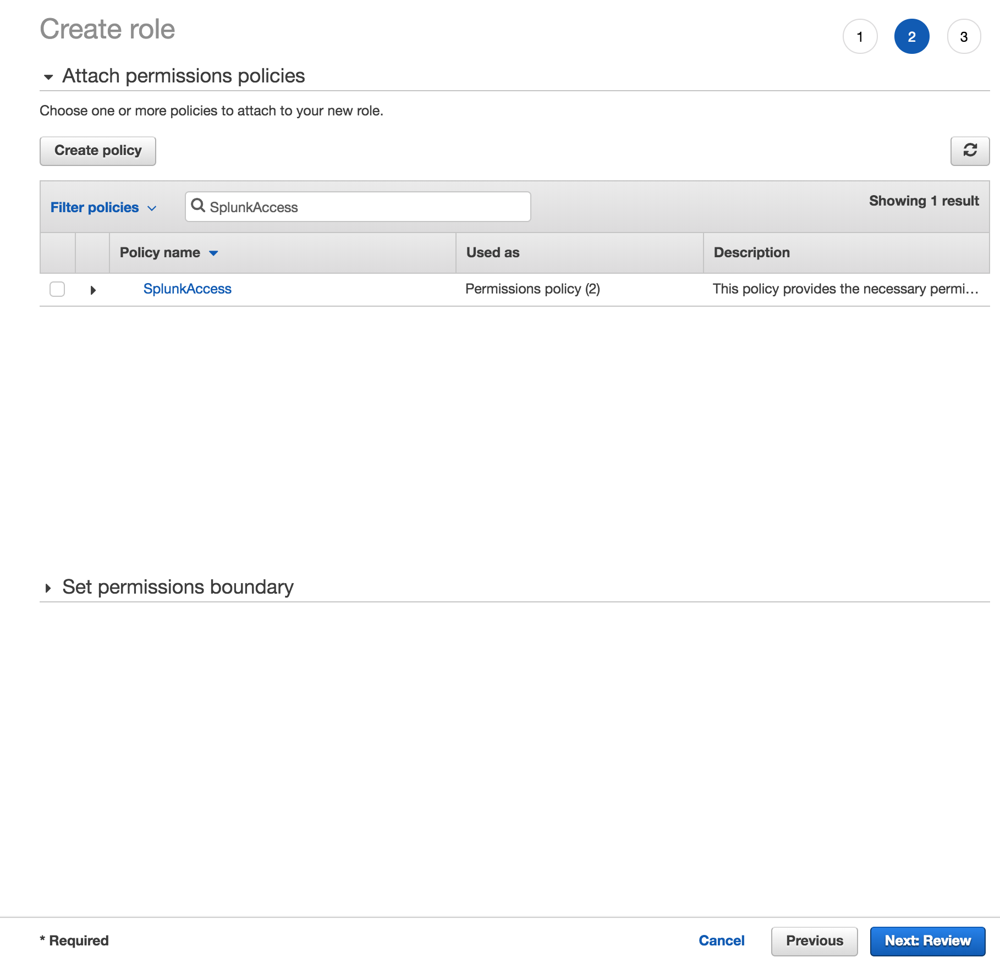 Create role
1 2 3
Attach permissions policies
Choose one or more policies to attach to your new role.
Create policy
Filter policies SplunkAccess Showing 1 result
Policy name Used as Description
SplunkAccess Permissions policy (2) This policy provides the necessary permi...
Set permissions boundary
* Required Cancel Previous Next: Review